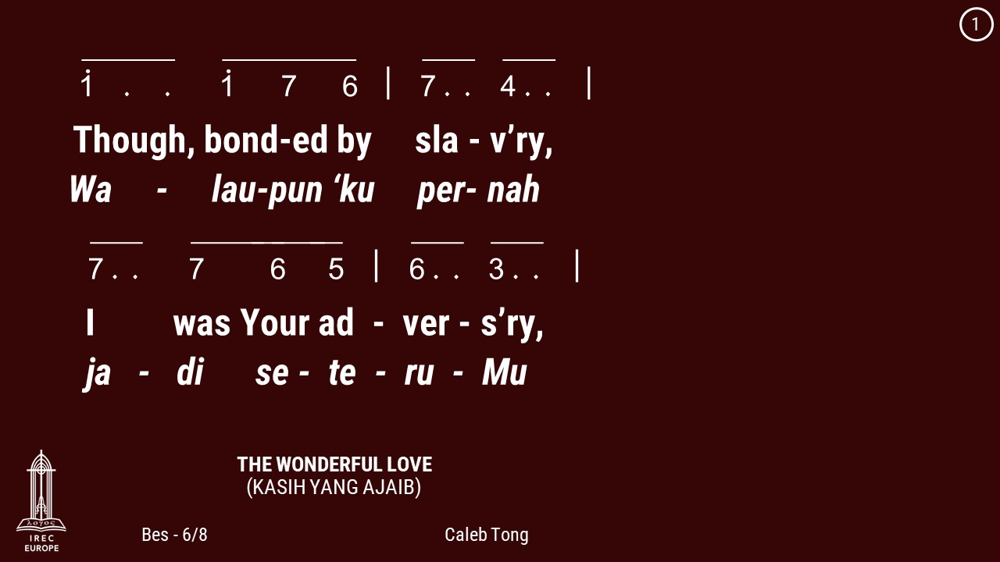 1
1̇ . . 1̇ 7 6 | 7 . . 4 . . |
Though, bond-ed by sla - v’ry,
Wa - lau-pun ‘ku per- nah
7 . . 7 6 5 | 6 . . 3 . . |
I was Your ad - ver - s’ry,
ja - di se - te - ru - Mu
THE WONDERFUL LOVE
(KASIH YANG AJAIB)
λογος
IREC
EUROPE
Bes - 6/8
Caleb Tong